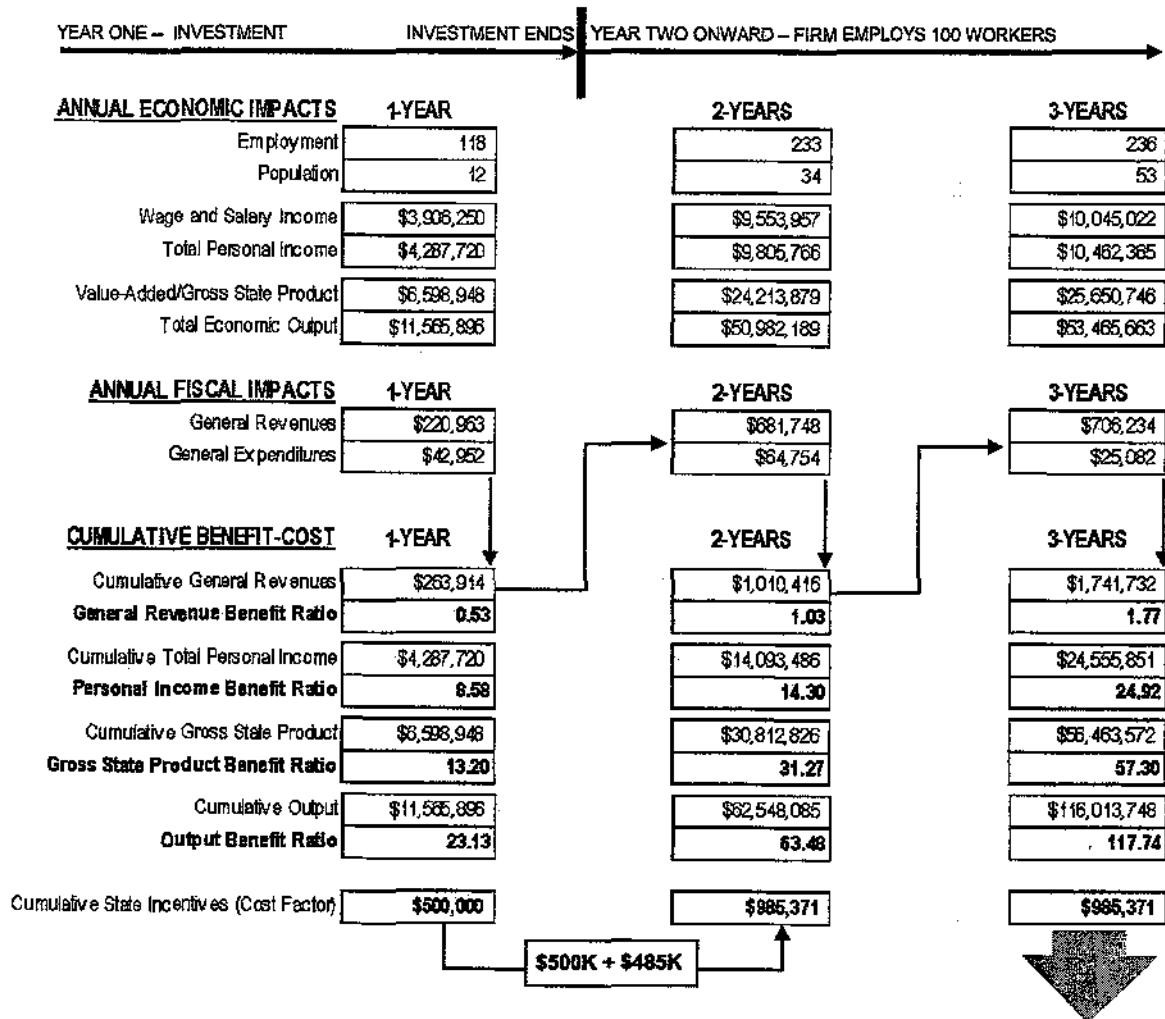 YEAR ONE – INVESTMENT INVESTMENT ENDS YEAR TWO ONWARD – FIRM EMPLOYS 100 WORKERS
ANNUAL ECONOMIC IMPACTS 1-YEAR 2-YEARS 3-YEARS
Employment 118 233 236
Population 12 34 53
Wage and Salary Income $3,906,250 $9,553,957 $10,045,022
Total Personal Income $4,287,720 $9,805,766 $10,462,365
Value-Added/Gross State Product $6,598,948 $24,213,879 $25,650,746
Total Economic Output $11,565,896 $50,982,189 $53,465,663
ANNUAL FISCAL IMPACTS 1-YEAR 2-YEARS 3-YEARS
General Revenues $220,963 $681,748 $706,234
General Expenditures $42,952 $64,754 $25,082
CUMULATIVE BENEFIT-COST 1-YEAR 2-YEARS 3-YEARS
Cumulative General Revenues $263,914 $1,010,416 $1,741,732
General Revenue Benefit Ratio 0.53 1.03 1.77
Cumulative Total Personal Income $4,287,720 $14,093,486 $24,555,851
Personal Income Benefit Ratio 8.58 14.30 24.92
Cumulative Gross State Product $6,598,948 $30,812,826 $56,463,572
Gross State Product Benefit Ratio 13.20 31.27 57.30
Cumulative Output $11,565,896 $62,548,085 $116,013,748
Output Benefit Ratio 23.13 63.48 117.74
Cumulative State Incentives (Cost Factor) $500,000 $985,371 $985,371
$500K + $485K